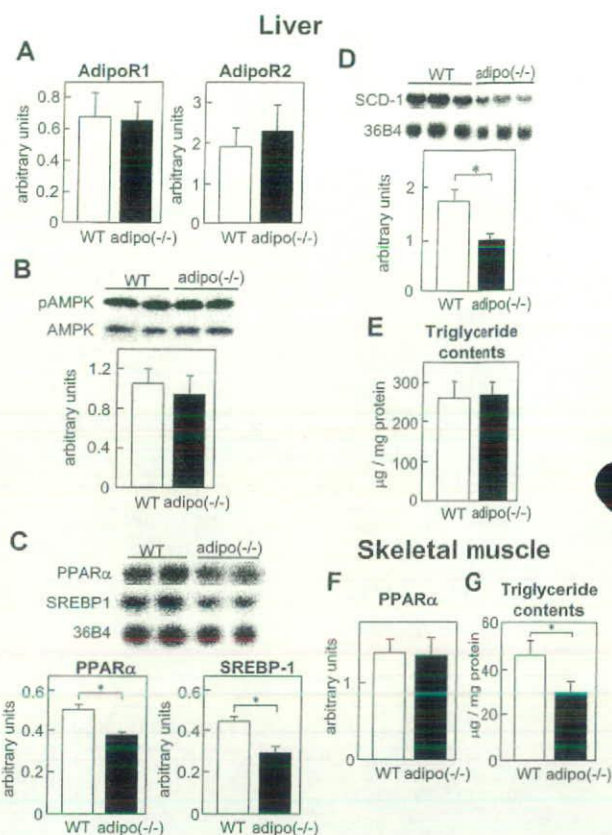 Liver
A
AdipoR1
arbitrary units
0.8
0.6
0.4
0.2
0
WT adipo(-/-)
AdipoR2
arbitrary units
3
2
1
0
WT adipo(-/-)
B
WT adipo(-/-)
pAMPK
AMPK
arbitrary units
1.2
0.8
0.4
0
WT adipo(-/-)
C
WT adipo(-/-)
PPARα
SREBP1
36B4
PPARα
arbitrary units
0.6
0.4
0.2
0
*
WT adipo(-/-)
SREBP-1
arbitrary units
0.6
0.4
0.2
0
*
WT adipo(-/-)
D
WT adipo(-/-)
SCD-1
36B4
arbitrary units
2
1
0
*
WT adipo(-/-)
E
Triglyceride
contents
µg / mg protein
300
200
100
0
WT adipo(-/-)
Skeletal muscle
F
PPARα
arbitrary units
1
0
WT adipo(-/-)
G
Triglyceride
contents
µg / mg protein
60
40
20
0
*
WT adipo(-/-)